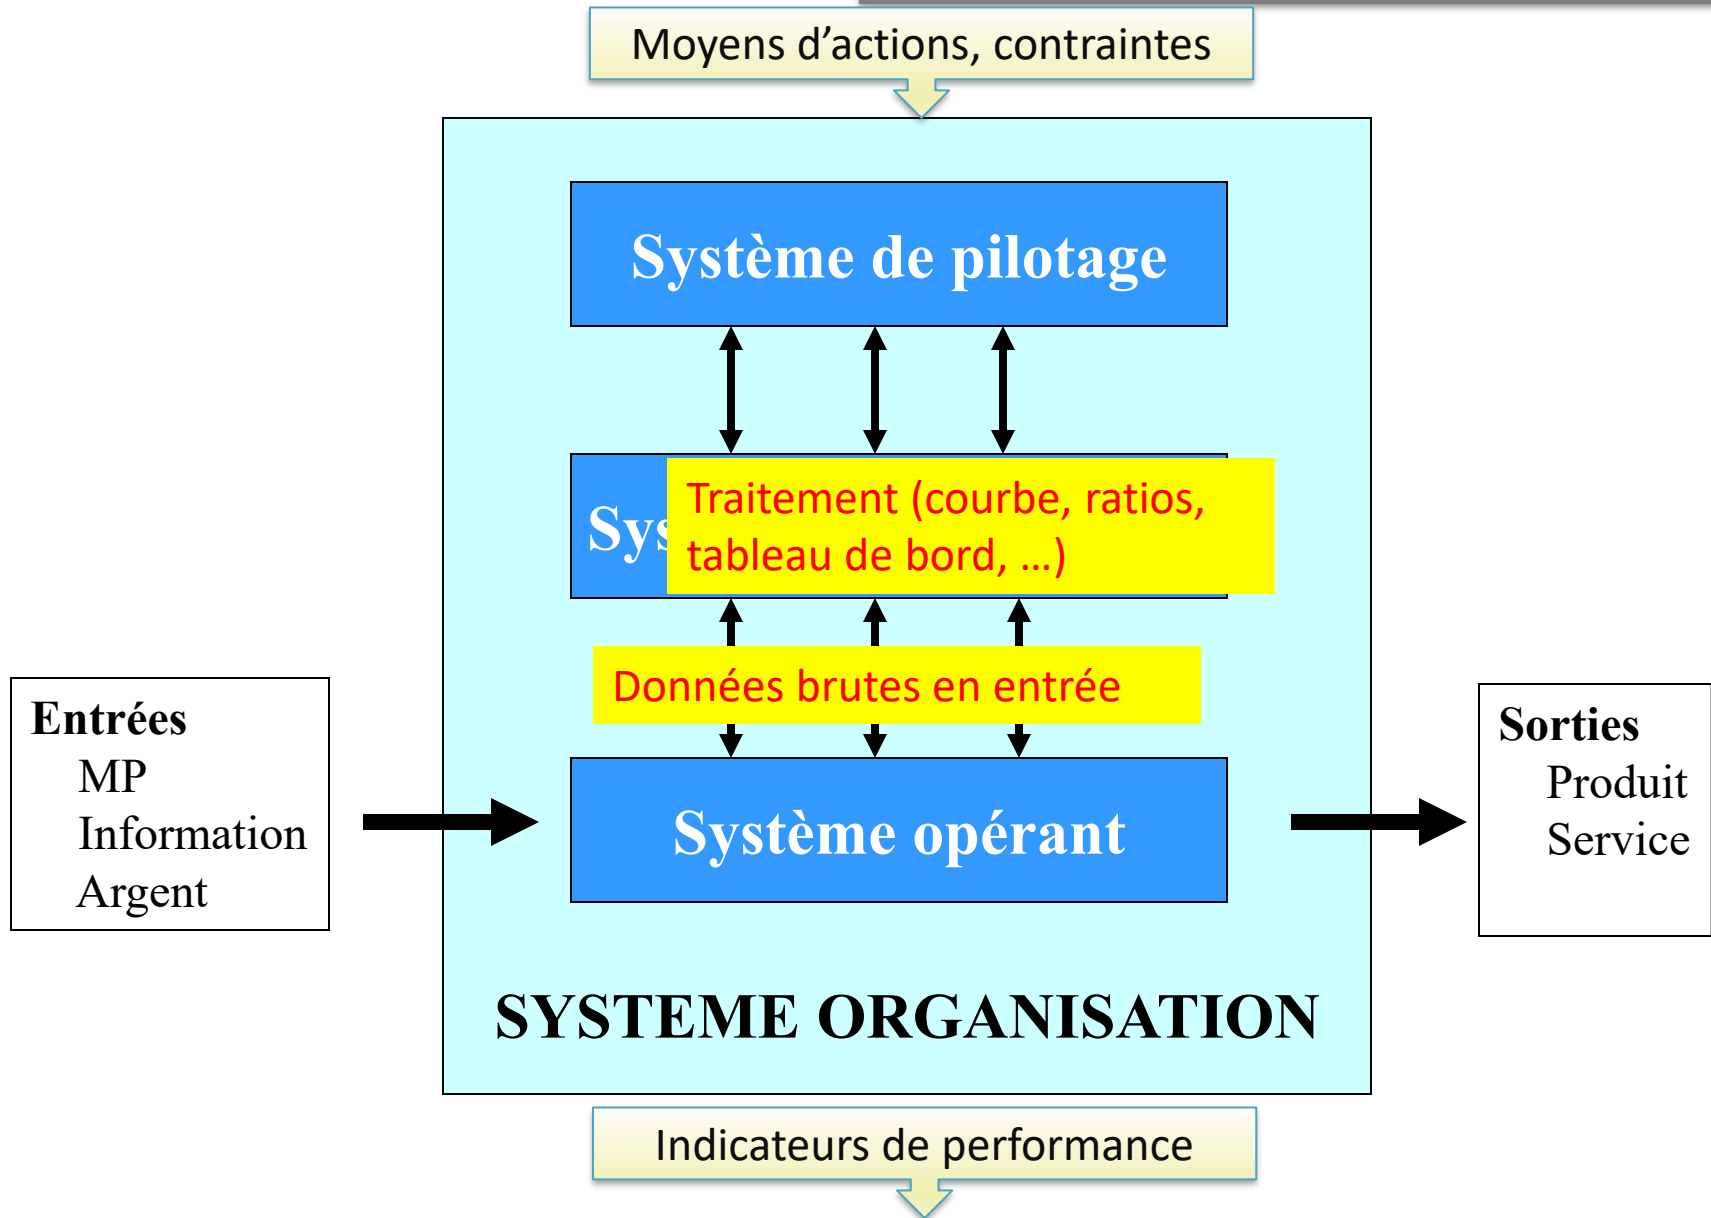 Moyens d’actions, contraintes
Système de pilotage
Traitement (courbe, ratios,
tableau de bord, ...)
Données brutes en entrée
Entrées
MP
Information
Argent
Système opérant
Sorties
Produit
Service
SYSTEME ORGANISATION
Indicateurs de performance